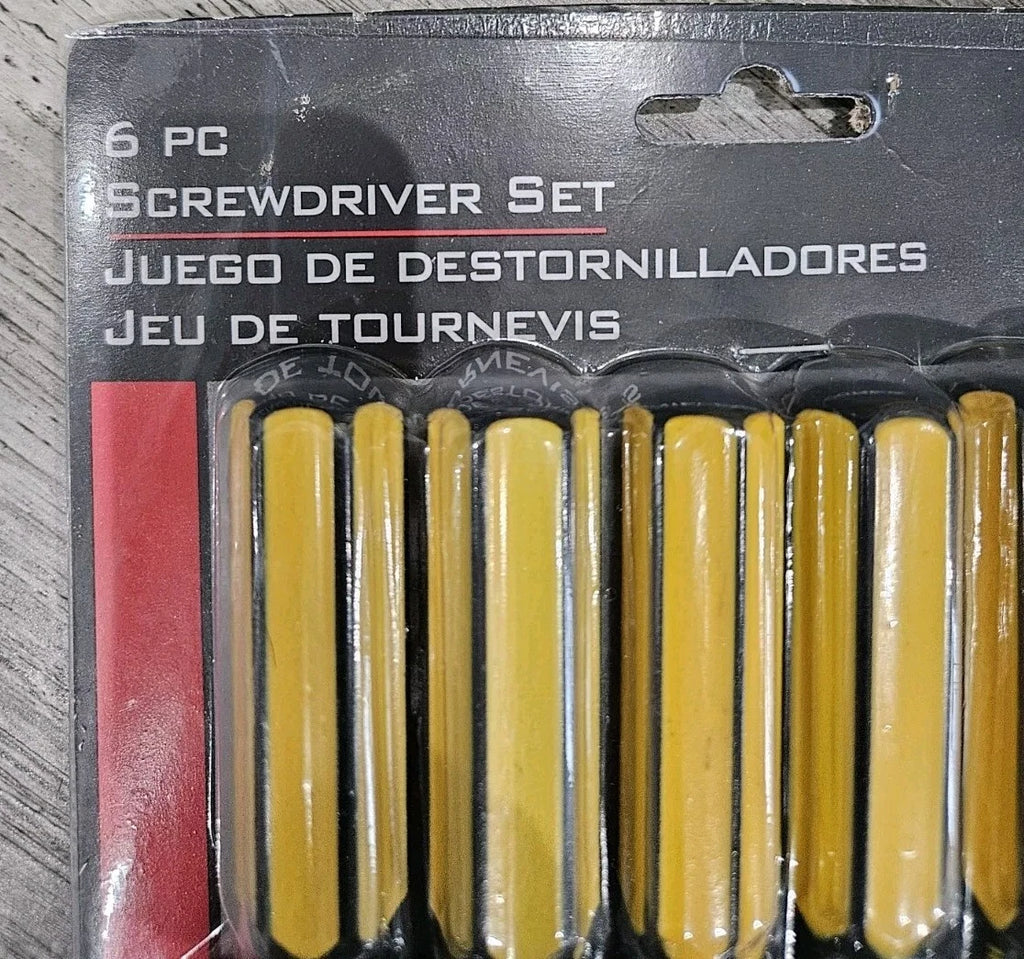 6 PC
SCREWDRIVER SET
JUEGO DE DESTORNILLADORES
JEU DE TOURNEVIS